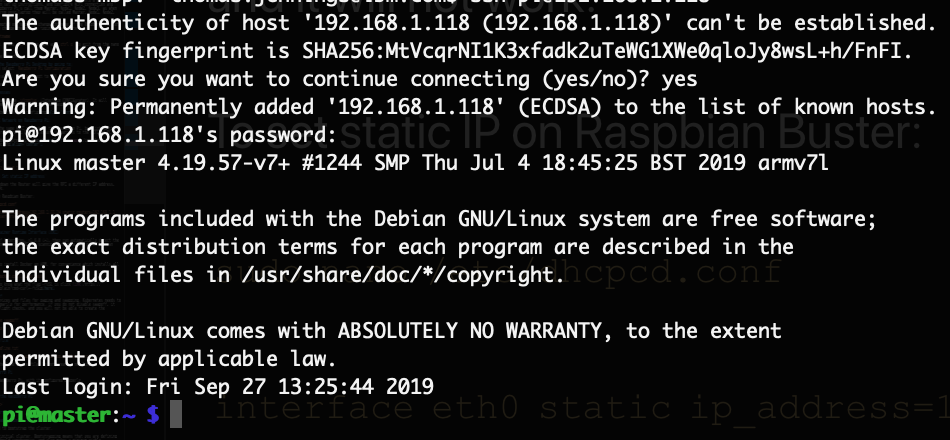 The authenticity of host '192.168.1.118 (192.168.1.118)' can't be established.
ECDSA key fingerprint is SHA256:MtVcqrNI1K3xfadk2uTeWG1XWe0qloJy8wsL+h/FnFI.
Are you sure you want to continue connecting (yes/no)? yes
Warning: Permanently added '192.168.1.118' (ECDSA) to the list of known hosts.
To set static IP on Raspbian Buster:
pi@192.168.1.118's password:
Linux master 4.19.57-v7+ #1244 SMP Thu Jul 4 18:45:25 BST 2019 armv7l
The programs included with the Debian GNU/Linux system are free software;
the exact distribution terms for each program are described in the
individual files in /usr/share/doc/*/copyright.
dhcpcd.conf
Debian GNU/Linux comes with ABSOLUTELY NO WARRANTY, to the extent
permitted by applicable law.
Last login: Fri Sep 27 13:25:44 2019
pi@master:~ $
interface eth0 static ip_address=1